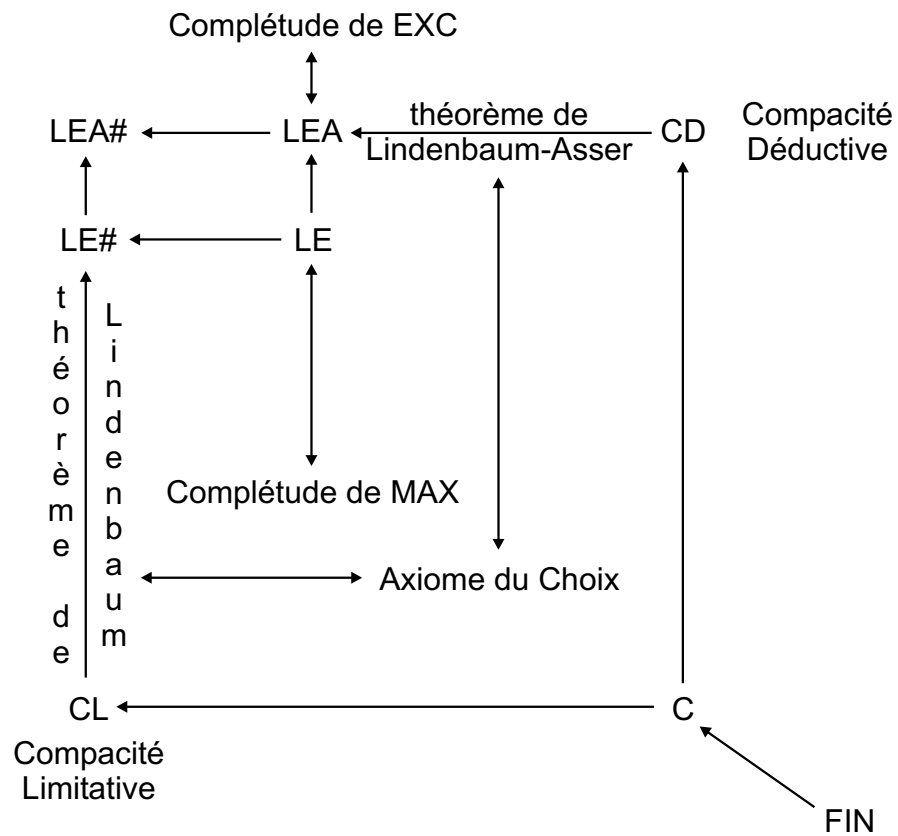 Complétude de EXC
LEA#
LEA
théorème de
Lindenbaum-Asser
CD
Compacité
Déductive
LE#
LE
théorème de
Lindenbaum
Complétude de MAX
Axiome du Choix
CL
C
Compacité
Limitative
FIN